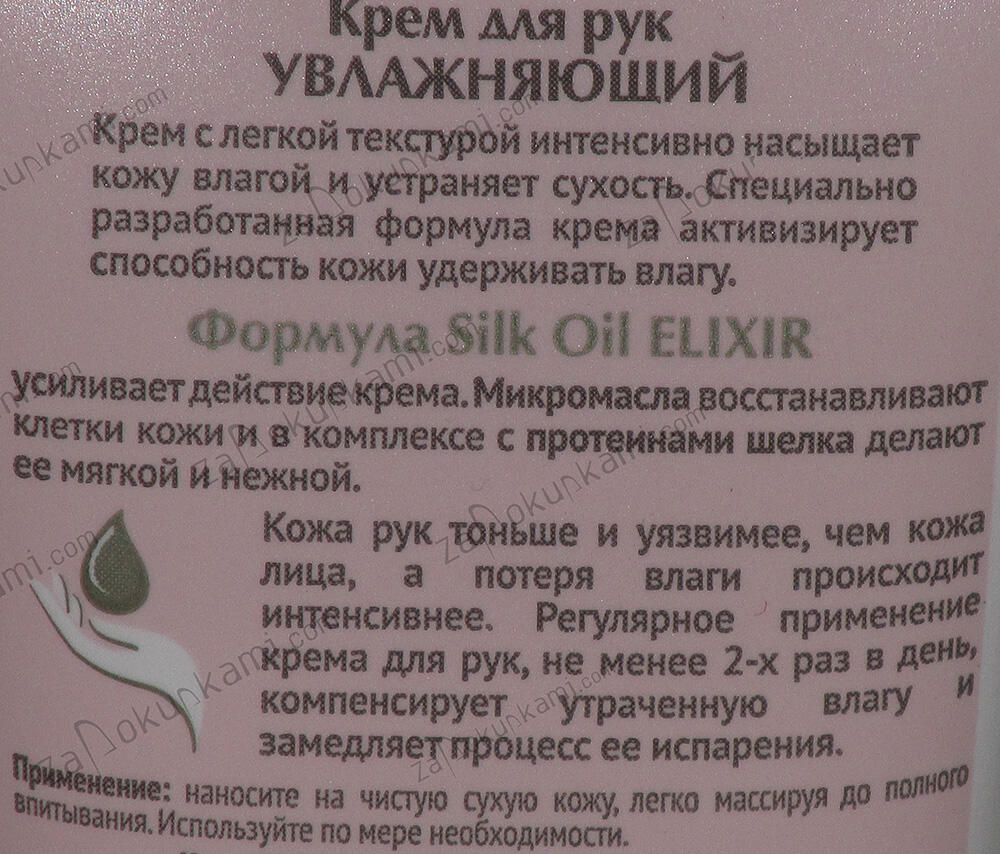 Крем для рук
УВЛАЖНЯЮЩИЙ
Крем с легкой текстурой интенсивно насыщает
кожу влагой и устраняет сухость. Специально
разработанная формула крема активизирует
способность кожи удерживать влагу.
Формула Silk Oil ELIXIR
усиливает действие крема. Микромасла восстанавливают
клетки кожи и в комплексе с протеинами шелка делают
ее мягкой и нежной.
Кожа рук тоньше и уязвимее, чем кожа
лица, а потеря влаги происходит
интенсивнее. Регулярное применение
крема для рук, не менее 2-х раз в день,
компенсирует утраченную влагу и
замедляет процесс ее испарения.
Применение: наносите на чистую сухую кожу, легко массируя до полного
впитывания. Используйте по мере необходимости.
zaпokupkami.com